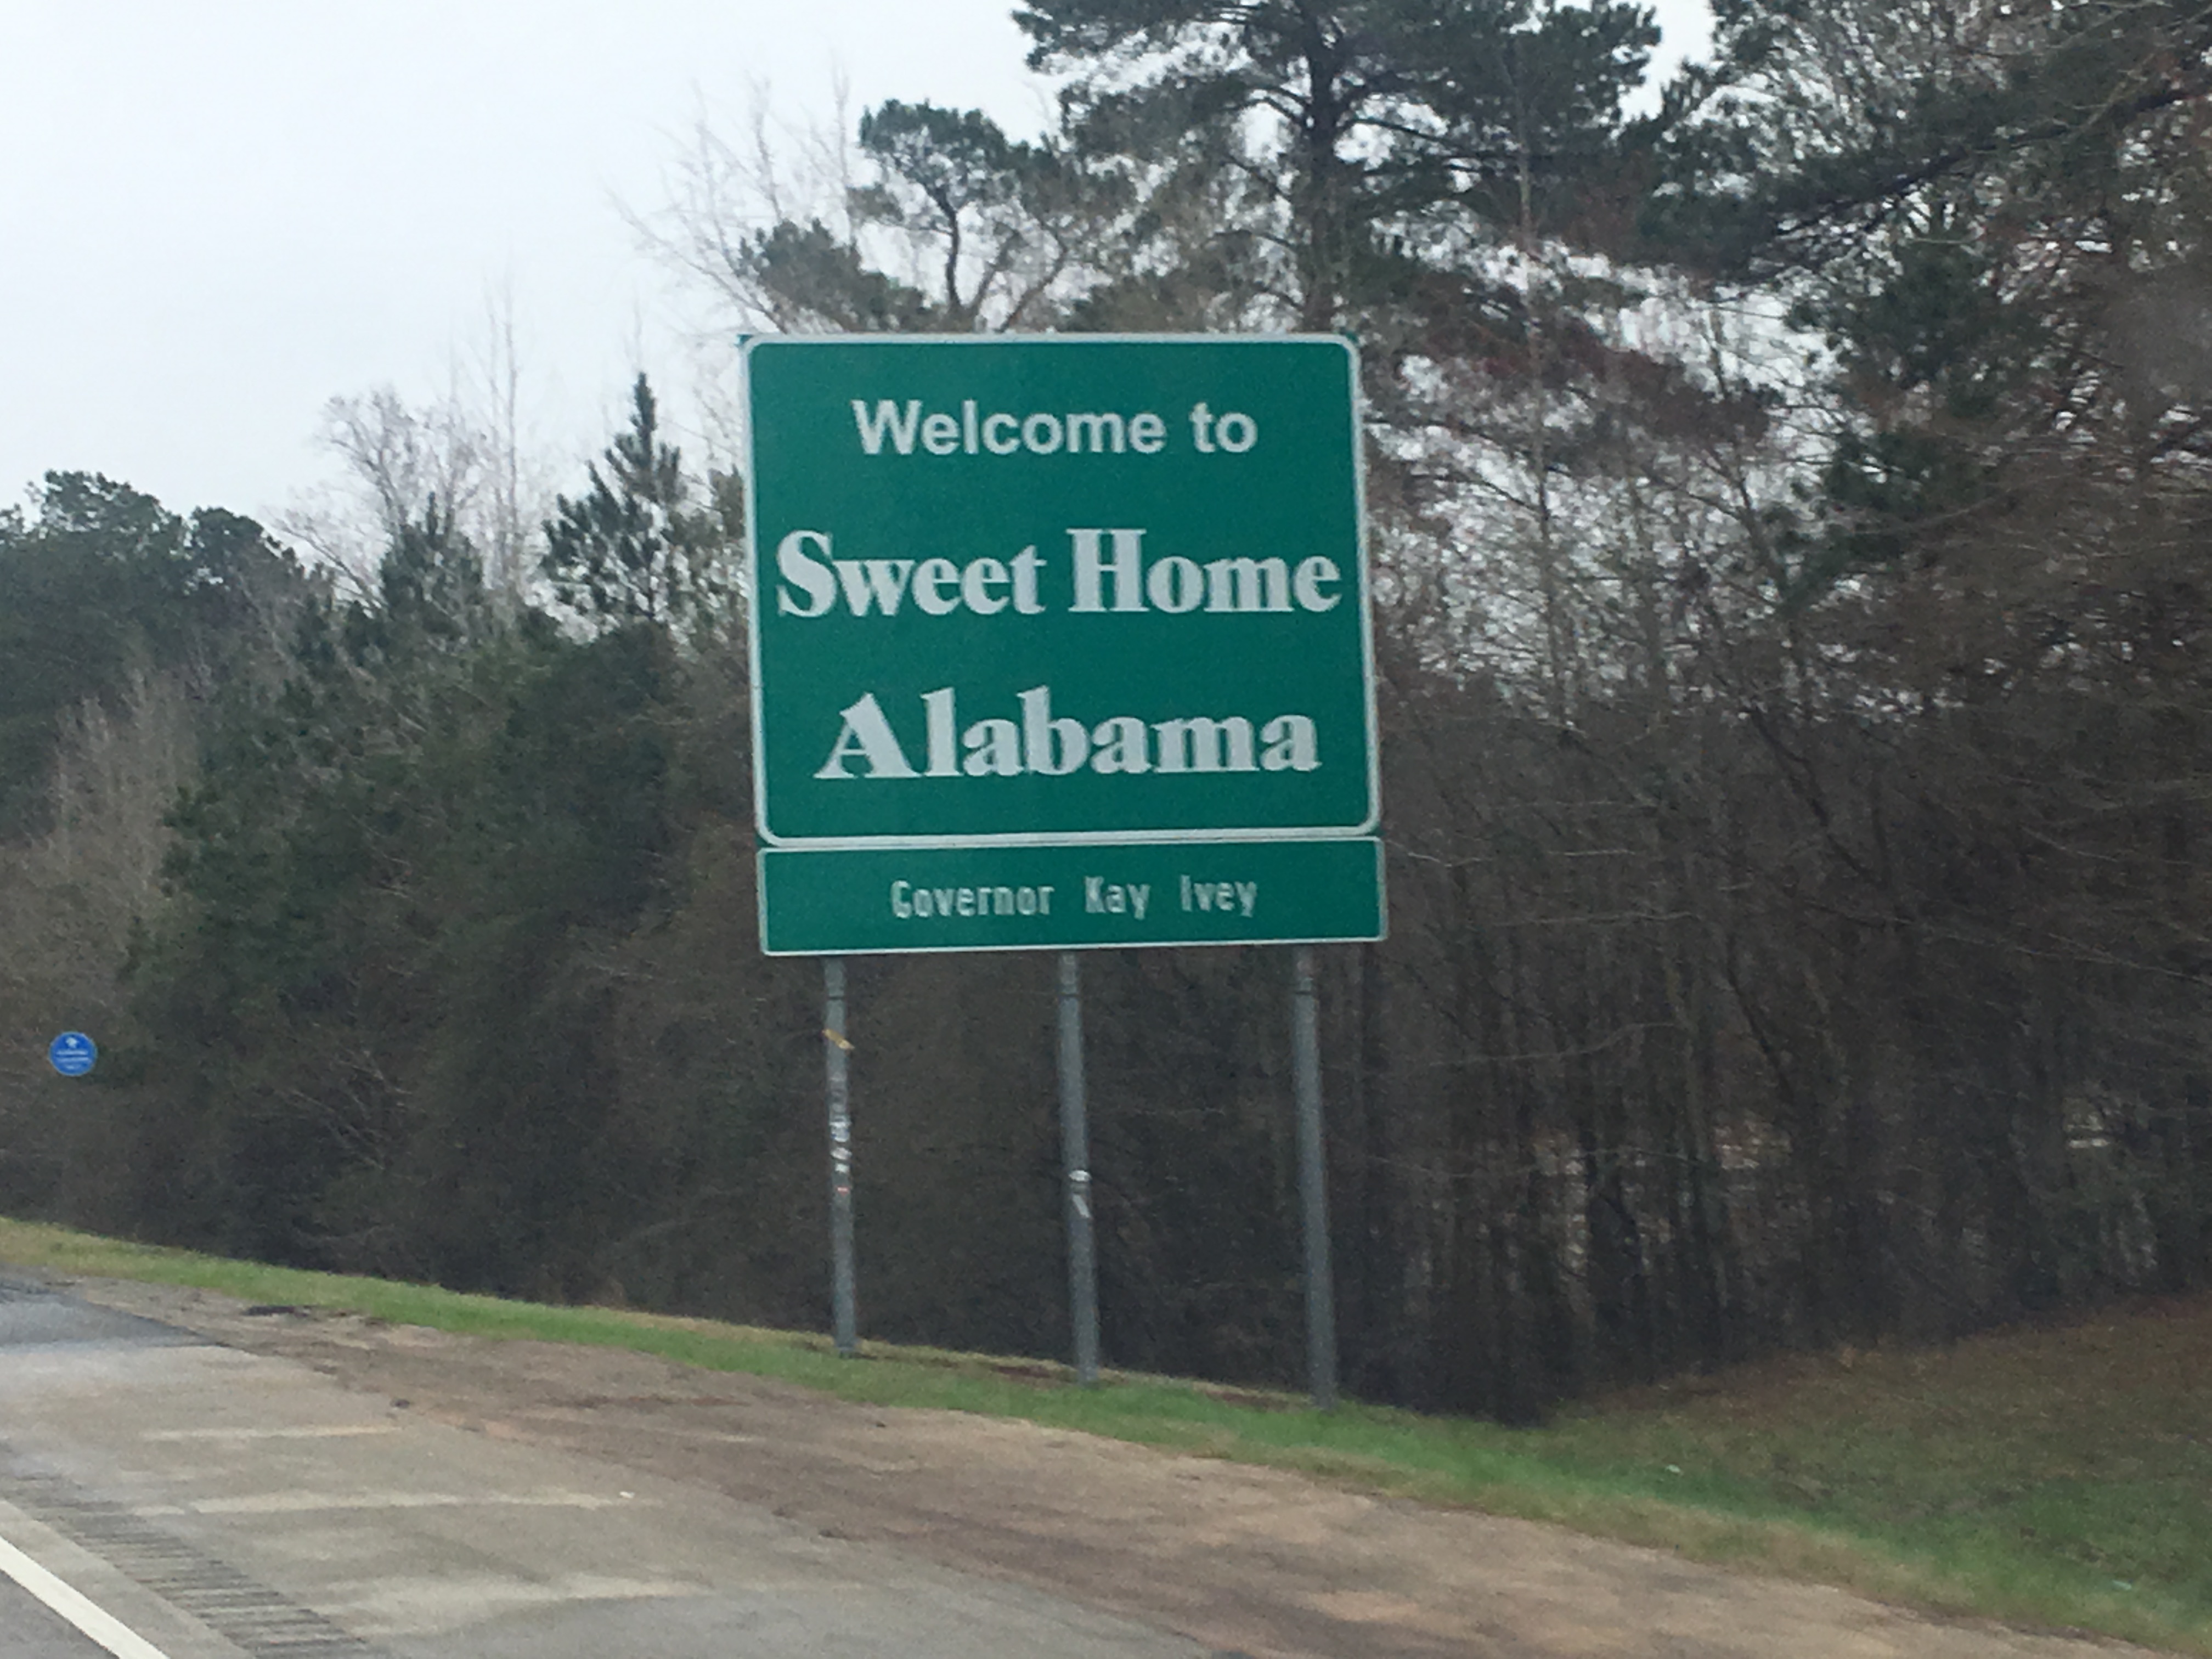 Welcome to
Sweet Home
Alabama
Governor Kay Ivey